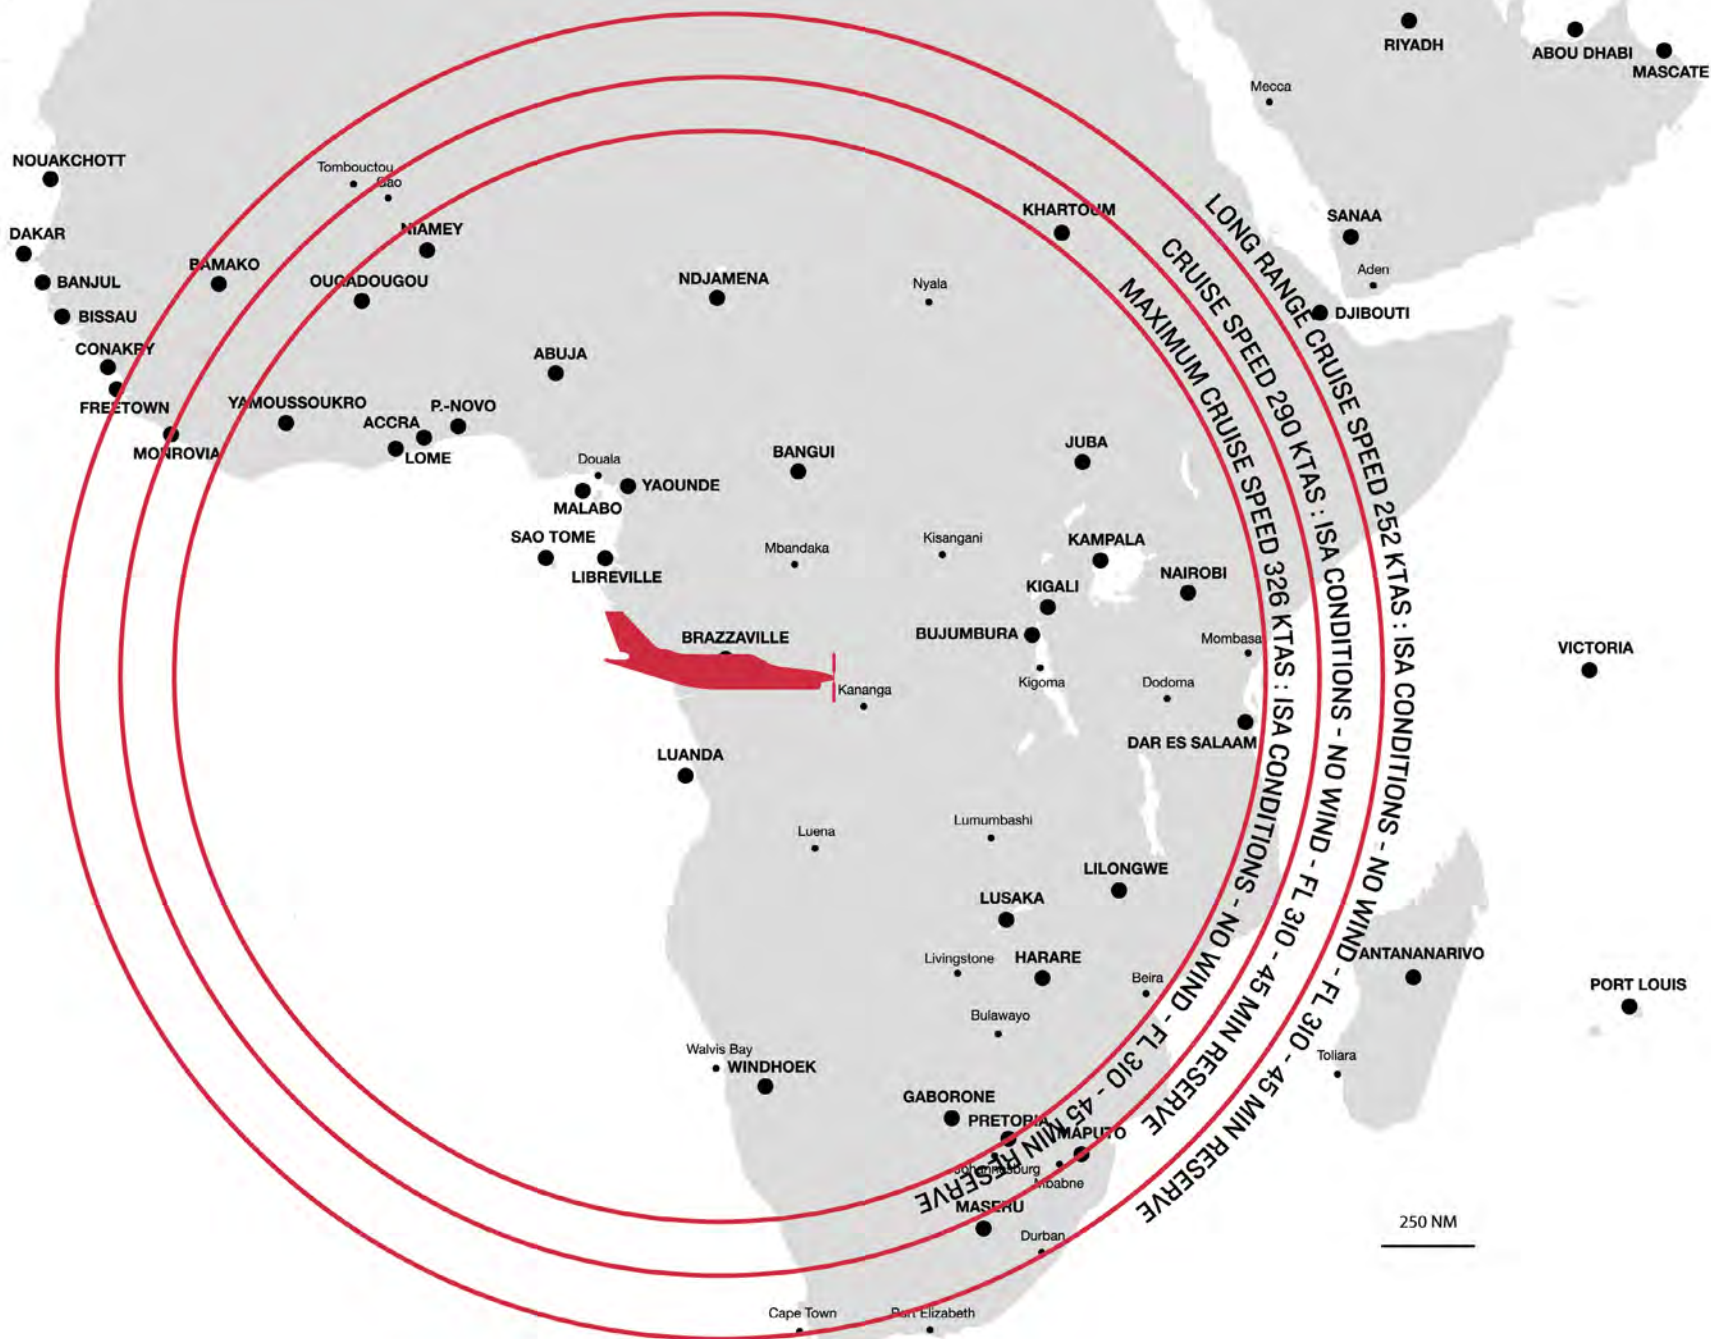 RIYADH
ABOU DHABI
MASCATE
Mecca
NOUAKCHOTT
Tombouctou
Gao
DAKAR
NIAMEY
KHARTOUM
SANAA
BANJUL
BAMAKO
OUGADOUGOU
NDJAMENA
Nyala
Aden
BISSAU
DJIBOUTI
CONAKRY
ABUJA
FREETOWN
YAMOUSSOUKRO
ACCRA
P.-NOVO
MONROVIA
LOME
Douala
BANGUI
JUBA
YAOUNDE
MALABO
SAO TOME
Mbandaka
Kisangani
KAMPALA
LIBREVILLE
KIGALI
NAIROBI
BRAZZAVILLE
BUJUMBURA
Mombasa
VICTORIA
Kananga
Kigoma
Dodoma
DAR ES SALAAM
LUANDA
Luena
Lumumbashi
LILONGWE
LUSAKA
Livingstone
HARARE
Beira
ANTANANARIVO
PORT LOUIS
Bulawayo
Walvis Bay
WINDHOEK
Toliara
GABORONE
PRETORIA
MAPUTO
Johannesburg
Mbabne
MASERU
Durban
Cape Town
Port Elizabeth
LONG RANGE CRUISE SPEED 252 KTAS : ISA CONDITIONS - NO WIND - FL 310 - 45 MIN RESERVE
CRUISE SPEED 290 KTAS : ISA CONDITIONS - NO WIND - FL 310 - 45 MIN RESERVE
MAXIMUM CRUISE SPEED 326 KTAS : ISA CONDITIONS - NO WIND - FL 310 - 45 MIN RESERVE
250 NM